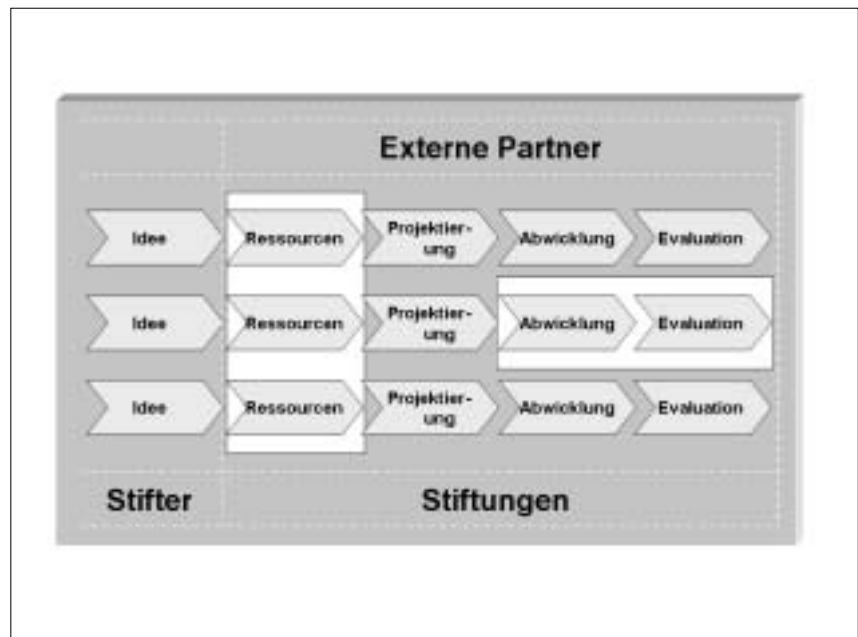 Externe Partner
Idee
Ressourcen
Projektier-
ung
Abwicklung
Evaluation
Idee
Ressourcen
Projektier-
ung
Abwicklung
Evaluation
Idee
Ressourcen
Projektier-
ung
Abwicklung
Evaluation
Stifter
Stiftungen